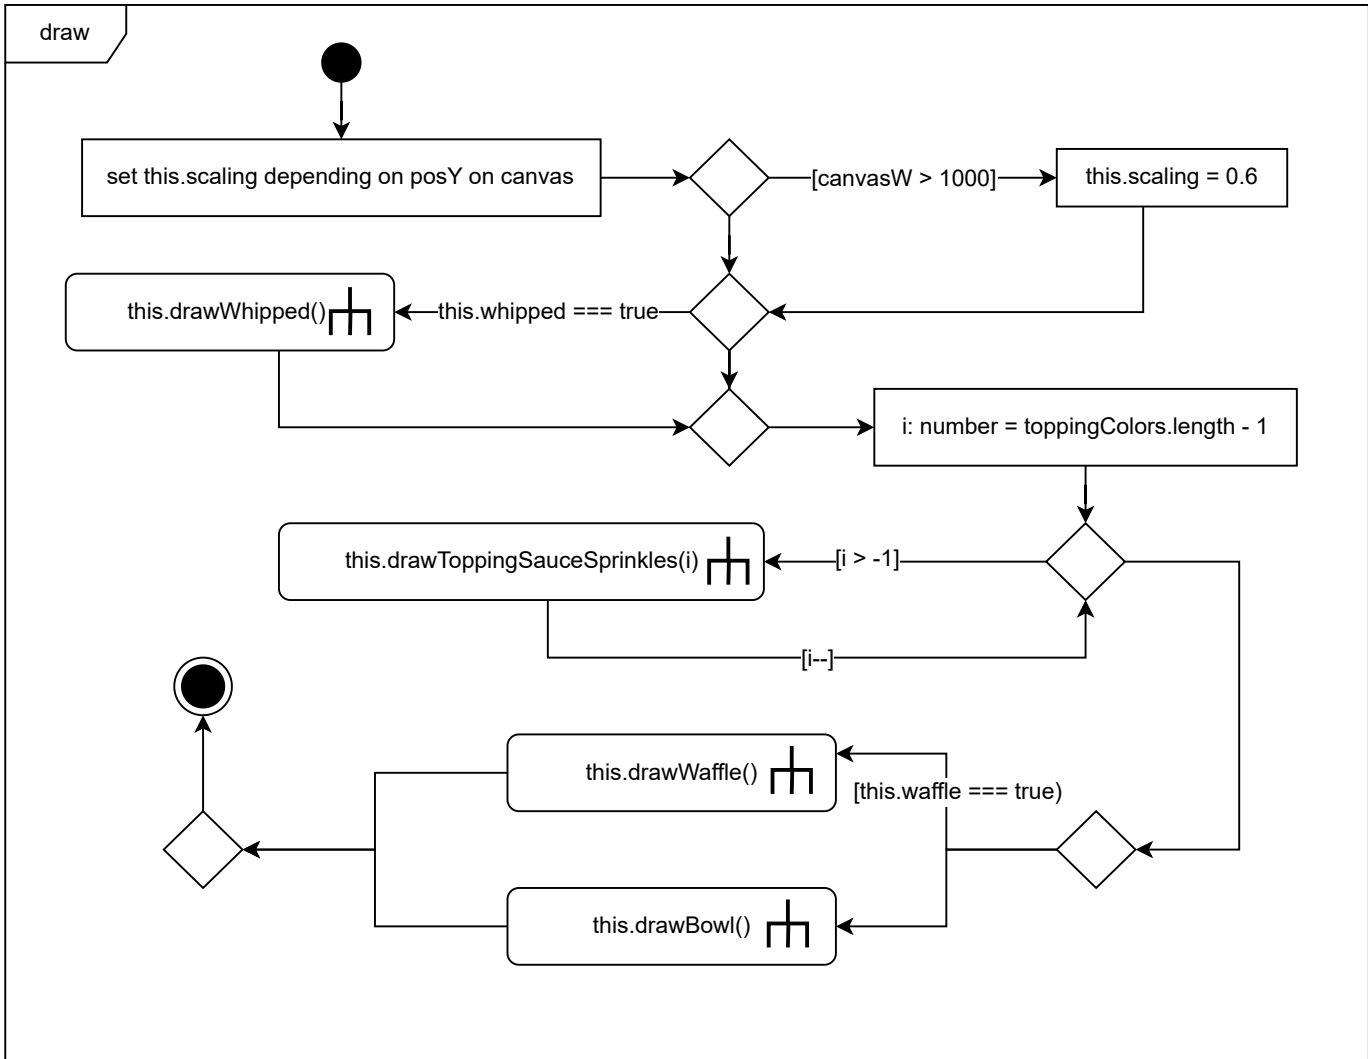 draw
set this.scaling depending on posY on canvas
[canvasW > 1000]
this.scaling = 0.6
this.drawWhipped()
this.whipped === true
i: number = toppingColors.length - 1
this.drawToppingSauceSprinkles(i)
[i > -1]
[i--]
this.drawWaffle()
[this.waffle === true)
this.drawBowl()